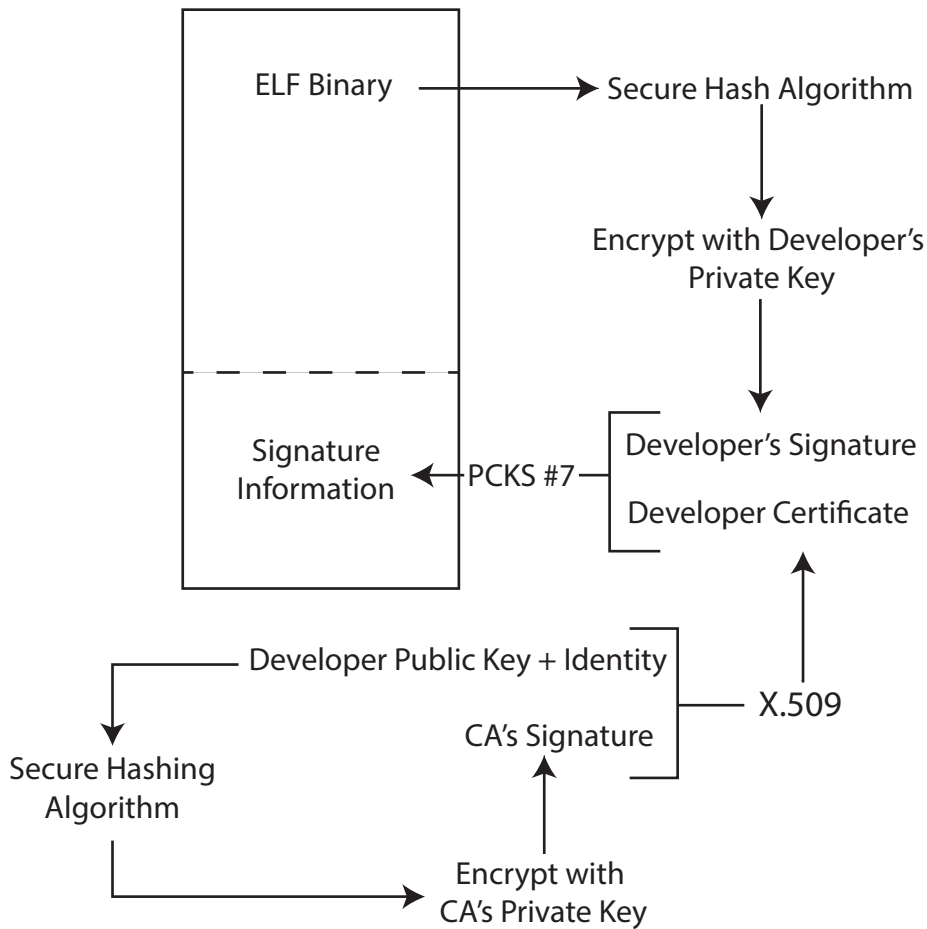 ELF Binary
Secure Hash Algorithm
Encrypt with Developer’s
Private Key
Developer’s Signature
Signature
Information
PCKS #7
Developer Certificate
Developer Public Key + Identity
X.509
CA’s Signature
Secure Hashing
Algorithm
Encrypt with
CA’s Private Key